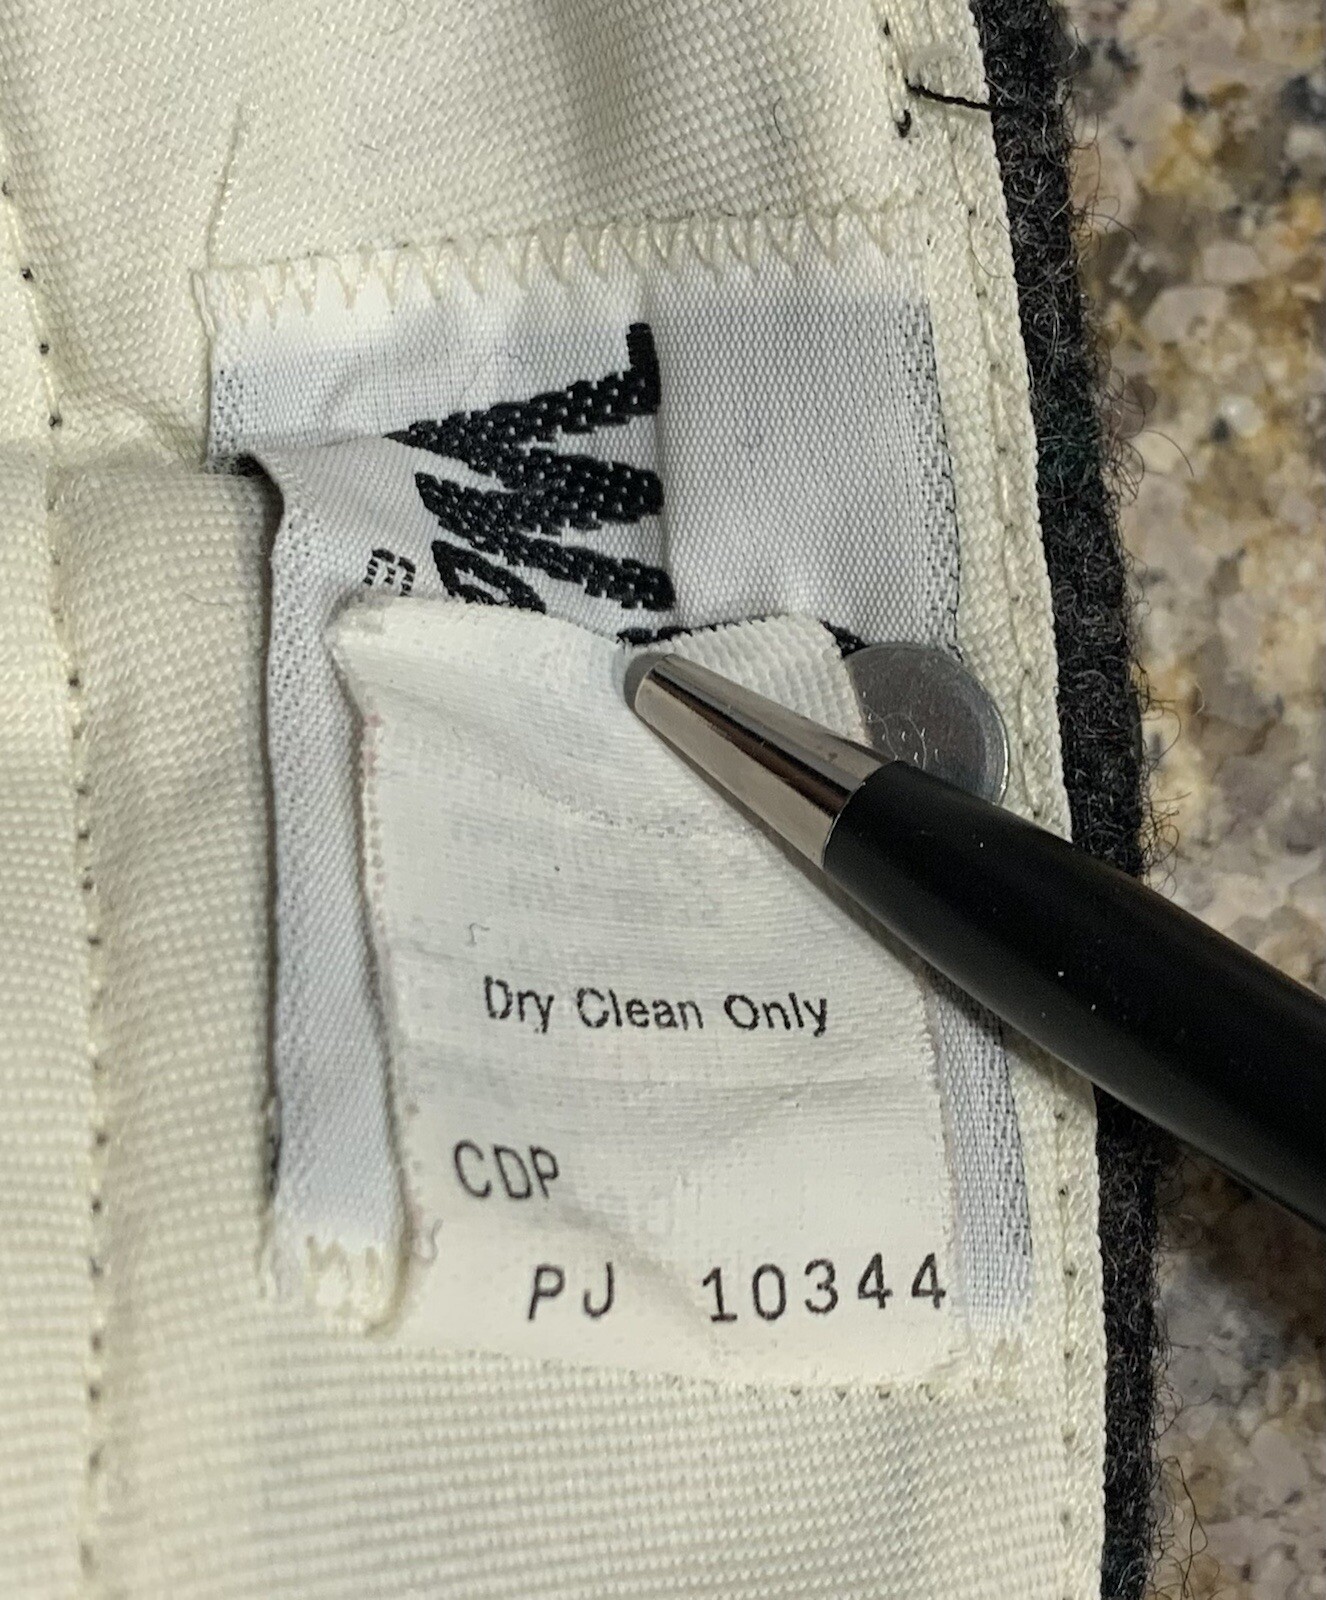 Dry Clean Only
CDP
PJ 10344